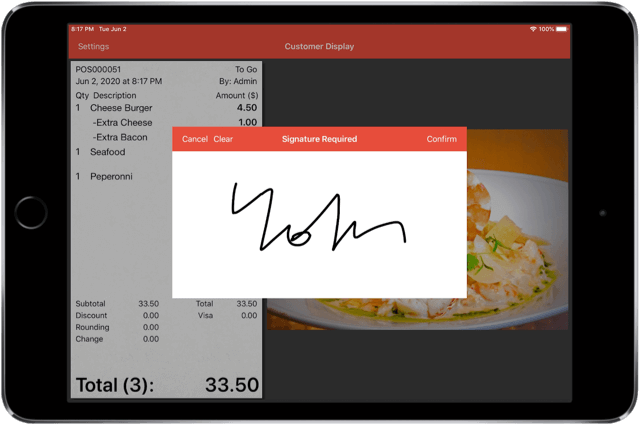 8:17 PM Tue Jun 2 100%
Settings Customer Display
POS000051 To Go
Jun 2, 2020 at 8:17 PM By: Admin
Qty Description Amount ($)
1 Cheese Burger 4.50
-Extra Cheese 1.00
-Extra Bacon
Cancel Clear Signature Required Confirm
1 Seafood
1 Peperonni
Subtotal 33.50 Total 33.50
Discount 0.00 Visa 0.00
Rounding 0.00
Change 0.00
Total (3): 33.50